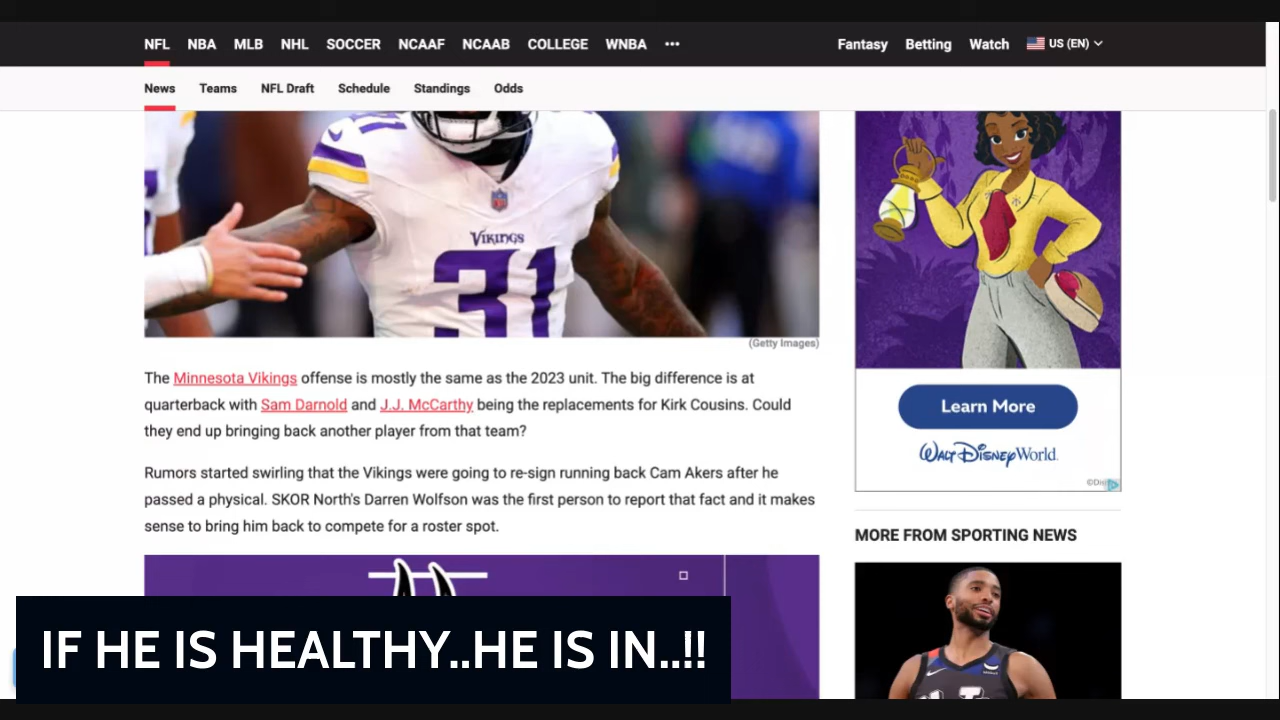 NFL NBA MLB NHL SOCCER NCAAF NCAAB COLLEGE WNBA ••• Fantasy Betting Watch US (EN)
News Teams NFL Draft Schedule Standings Odds
31
VIKINGS
31
(Getty Images)
The Minnesota Vikings offense is mostly the same as the 2023 unit. The big difference is at
quarterback with Sam Darnold and J.J. McCarthy being the replacements for Kirk Cousins. Could
they end up bringing back another player from that team?
Rumors started swirling that the Vikings were going to re-sign running back Cam Akers after he
passed a physical. SKOR North's Darren Wolfson was the first person to report that fact and it makes
sense to bring him back to compete for a roster spot.
Learn More
WALT DISNEY World.
MORE FROM SPORTING NEWS
IF HE IS HEALTHY..HE IS IN..!!